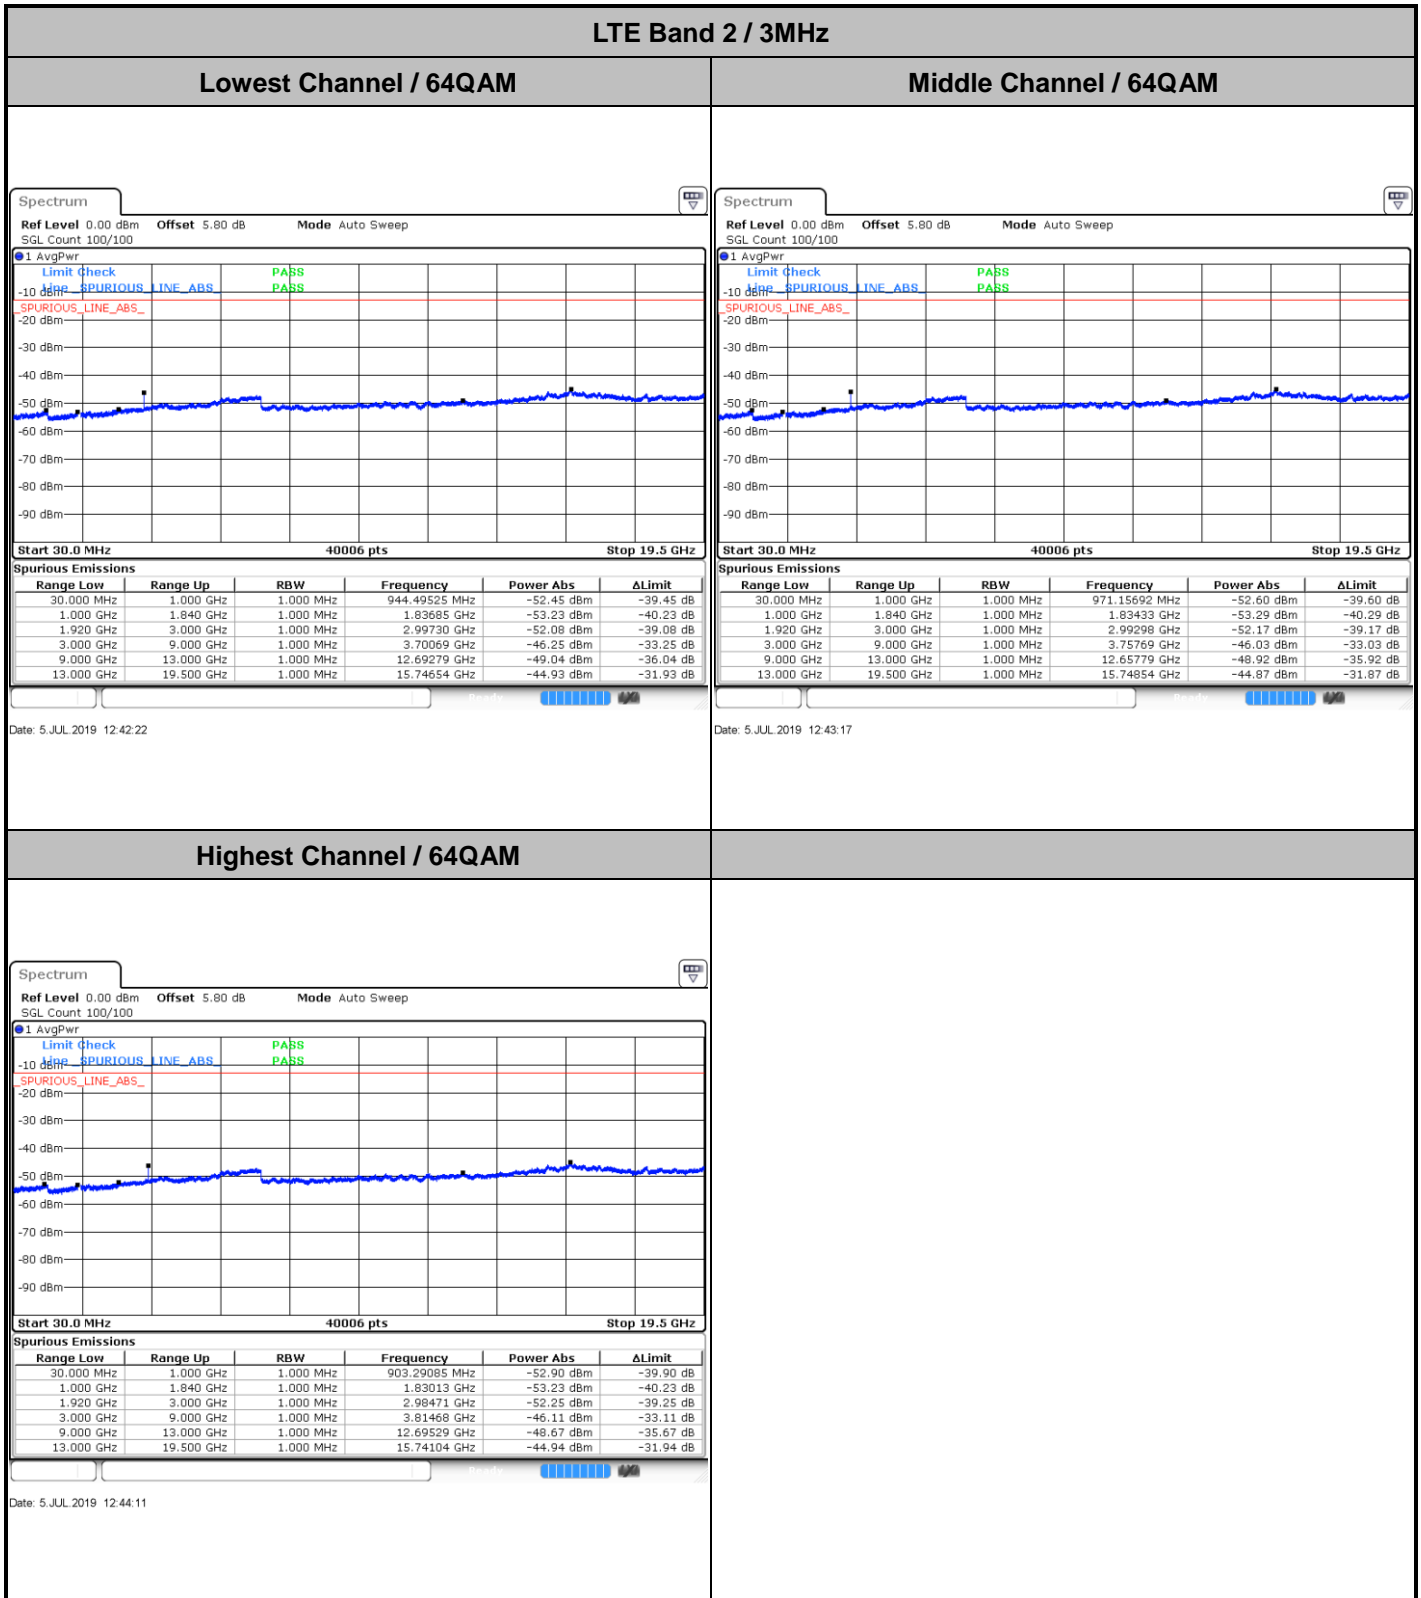 LTE Band 2 / 3MHz
Lowest Channel / 64QAM
Middle Channel / 64QAM
Spectrum
Ref Level 0.00 dBm Offset 5.80 dB Mode Auto Sweep
SGL Count 100/100
1 AvgPwr
Limit Check PASS
Line _SPURIOUS_LINE_ABS_ PASS
-10 dBm
_SPURIOUS_LINE_ABS_
-20 dBm
-30 dBm
-40 dBm
-50 dBm
-60 dBm
-70 dBm
-80 dBm
-90 dBm
Start 30.0 MHz 40006 pts Stop 19.5 GHz
Spurious Emissions
Range Low Range Up RBW Frequency Power Abs ΔLimit
30.000 MHz 1.000 GHz 1.000 MHz 944.49525 MHz -52.45 dBm -39.45 dB
1.000 GHz 1.840 GHz 1.000 MHz 1.83685 GHz -53.23 dBm -40.23 dB
1.920 GHz 3.000 GHz 1.000 MHz 2.99730 GHz -52.08 dBm -39.08 dB
3.000 GHz 9.000 GHz 1.000 MHz 3.70069 GHz -46.25 dBm -33.25 dB
9.000 GHz 13.000 GHz 1.000 MHz 12.69279 GHz -49.04 dBm -36.04 dB
13.000 GHz 19.500 GHz 1.000 MHz 15.74654 GHz -44.93 dBm -31.93 dB
Ready
Date: 5.JUL.2019 12:42:22
Spectrum
Ref Level 0.00 dBm Offset 5.80 dB Mode Auto Sweep
SGL Count 100/100
1 AvgPwr
Limit Check PASS
Line _SPURIOUS_LINE_ABS_ PASS
-10 dBm
_SPURIOUS_LINE_ABS_
-20 dBm
-30 dBm
-40 dBm
-50 dBm
-60 dBm
-70 dBm
-80 dBm
-90 dBm
Start 30.0 MHz 40006 pts Stop 19.5 GHz
Spurious Emissions
Range Low Range Up RBW Frequency Power Abs ΔLimit
30.000 MHz 1.000 GHz 1.000 MHz 971.15692 MHz -52.60 dBm -39.60 dB
1.000 GHz 1.840 GHz 1.000 MHz 1.83433 GHz -53.29 dBm -40.29 dB
1.920 GHz 3.000 GHz 1.000 MHz 2.99298 GHz -52.17 dBm -39.17 dB
3.000 GHz 9.000 GHz 1.000 MHz 3.75769 GHz -46.03 dBm -33.03 dB
9.000 GHz 13.000 GHz 1.000 MHz 12.65779 GHz -48.92 dBm -35.92 dB
13.000 GHz 19.500 GHz 1.000 MHz 15.74854 GHz -44.87 dBm -31.87 dB
Ready
Date: 5.JUL.2019 12:43:17
Highest Channel / 64QAM
Spectrum
Ref Level 0.00 dBm Offset 5.80 dB Mode Auto Sweep
SGL Count 100/100
1 AvgPwr
Limit Check PASS
Line _SPURIOUS_LINE_ABS_ PASS
-10 dBm
_SPURIOUS_LINE_ABS_
-20 dBm
-30 dBm
-40 dBm
-50 dBm
-60 dBm
-70 dBm
-80 dBm
-90 dBm
Start 30.0 MHz 40006 pts Stop 19.5 GHz
Spurious Emissions
Range Low Range Up RBW Frequency Power Abs ΔLimit
30.000 MHz 1.000 GHz 1.000 MHz 903.29085 MHz -52.90 dBm -39.90 dB
1.000 GHz 1.840 GHz 1.000 MHz 1.83013 GHz -53.23 dBm -40.23 dB
1.920 GHz 3.000 GHz 1.000 MHz 2.98471 GHz -52.25 dBm -39.25 dB
3.000 GHz 9.000 GHz 1.000 MHz 3.81468 GHz -46.11 dBm -33.11 dB
9.000 GHz 13.000 GHz 1.000 MHz 12.69529 GHz -48.67 dBm -35.67 dB
13.000 GHz 19.500 GHz 1.000 MHz 15.74104 GHz -44.94 dBm -31.94 dB
Ready
Date: 5.JUL.2019 12:44:11